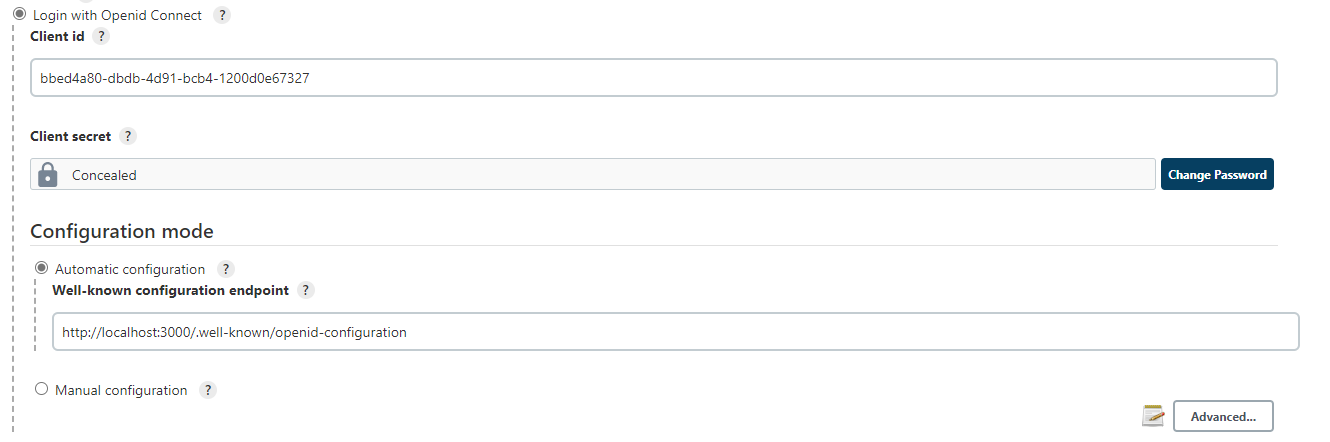 Login with Openid Connect ?
Client id ?
bbed4a80-dbdb-4d91-bcb4-1200d0e67327
Client secret ?
Concealed
Change Password
Configuration mode
Automatic configuration ?
Well-known configuration endpoint ?
http://localhost:3000/.well-known/openid-configuration
Manual configuration ?
Advanced...